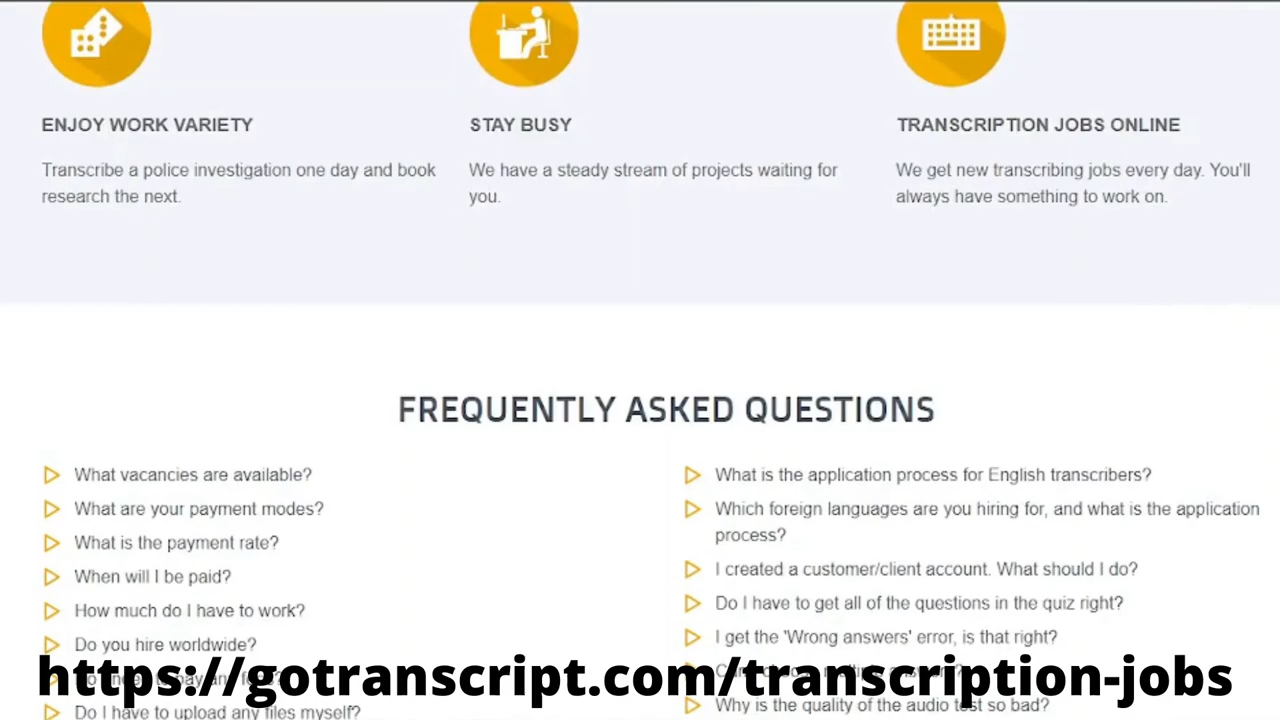 ENJOY WORK VARIETY
Transcribe a police investigation one day and book
research the next.
STAY BUSY
We have a steady stream of projects waiting for
you.
TRANSCRIPTION JOBS ONLINE
We get new transcribing jobs every day. You'll
always have something to work on.
FREQUENTLY ASKED QUESTIONS
What vacancies are available?
What are your payment modes?
What is the payment rate?
When will I be paid?
How much do I have to work?
Do you hire worldwide?
Do I have to upload any files myself?
What is the application process for English transcribers?
Which foreign languages are you hiring for, and what is the application
process?
I created a customer/client account. What should I do?
Do I have to get all of the questions in the quiz right?
I get the 'Wrong answers' error, is that right?
Why is the quality of the audio test so bad?
https://gotranscript.com/transcription-jobs